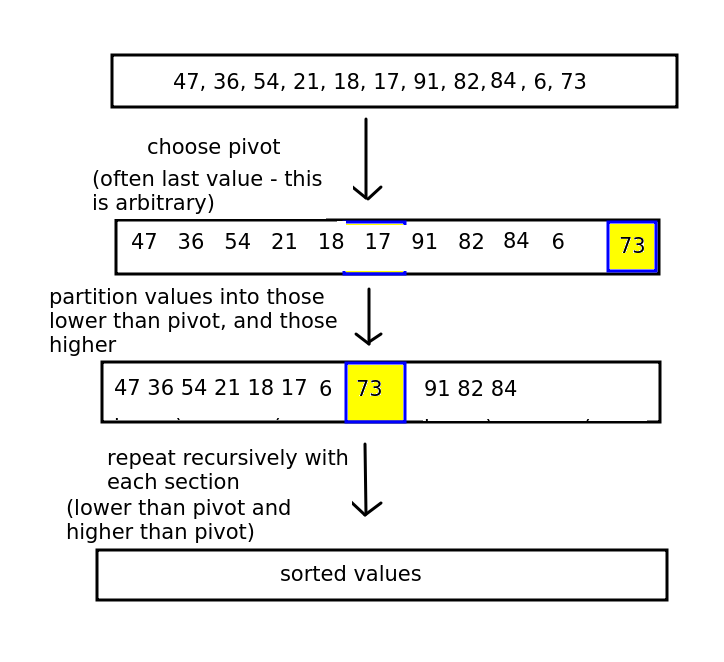 47, 36, 54, 21, 18, 17, 91, 82, 84, 6, 73
choose pivot
(often last value - this
is arbitrary)
47 36 54 21 18 17 91 82 84 6 73
partition values into those
lower than pivot, and those
higher
47 36 54 21 18 17 6 73 91 82 84
repeat recursively with
each section
(lower than pivot and
higher than pivot)
sorted values